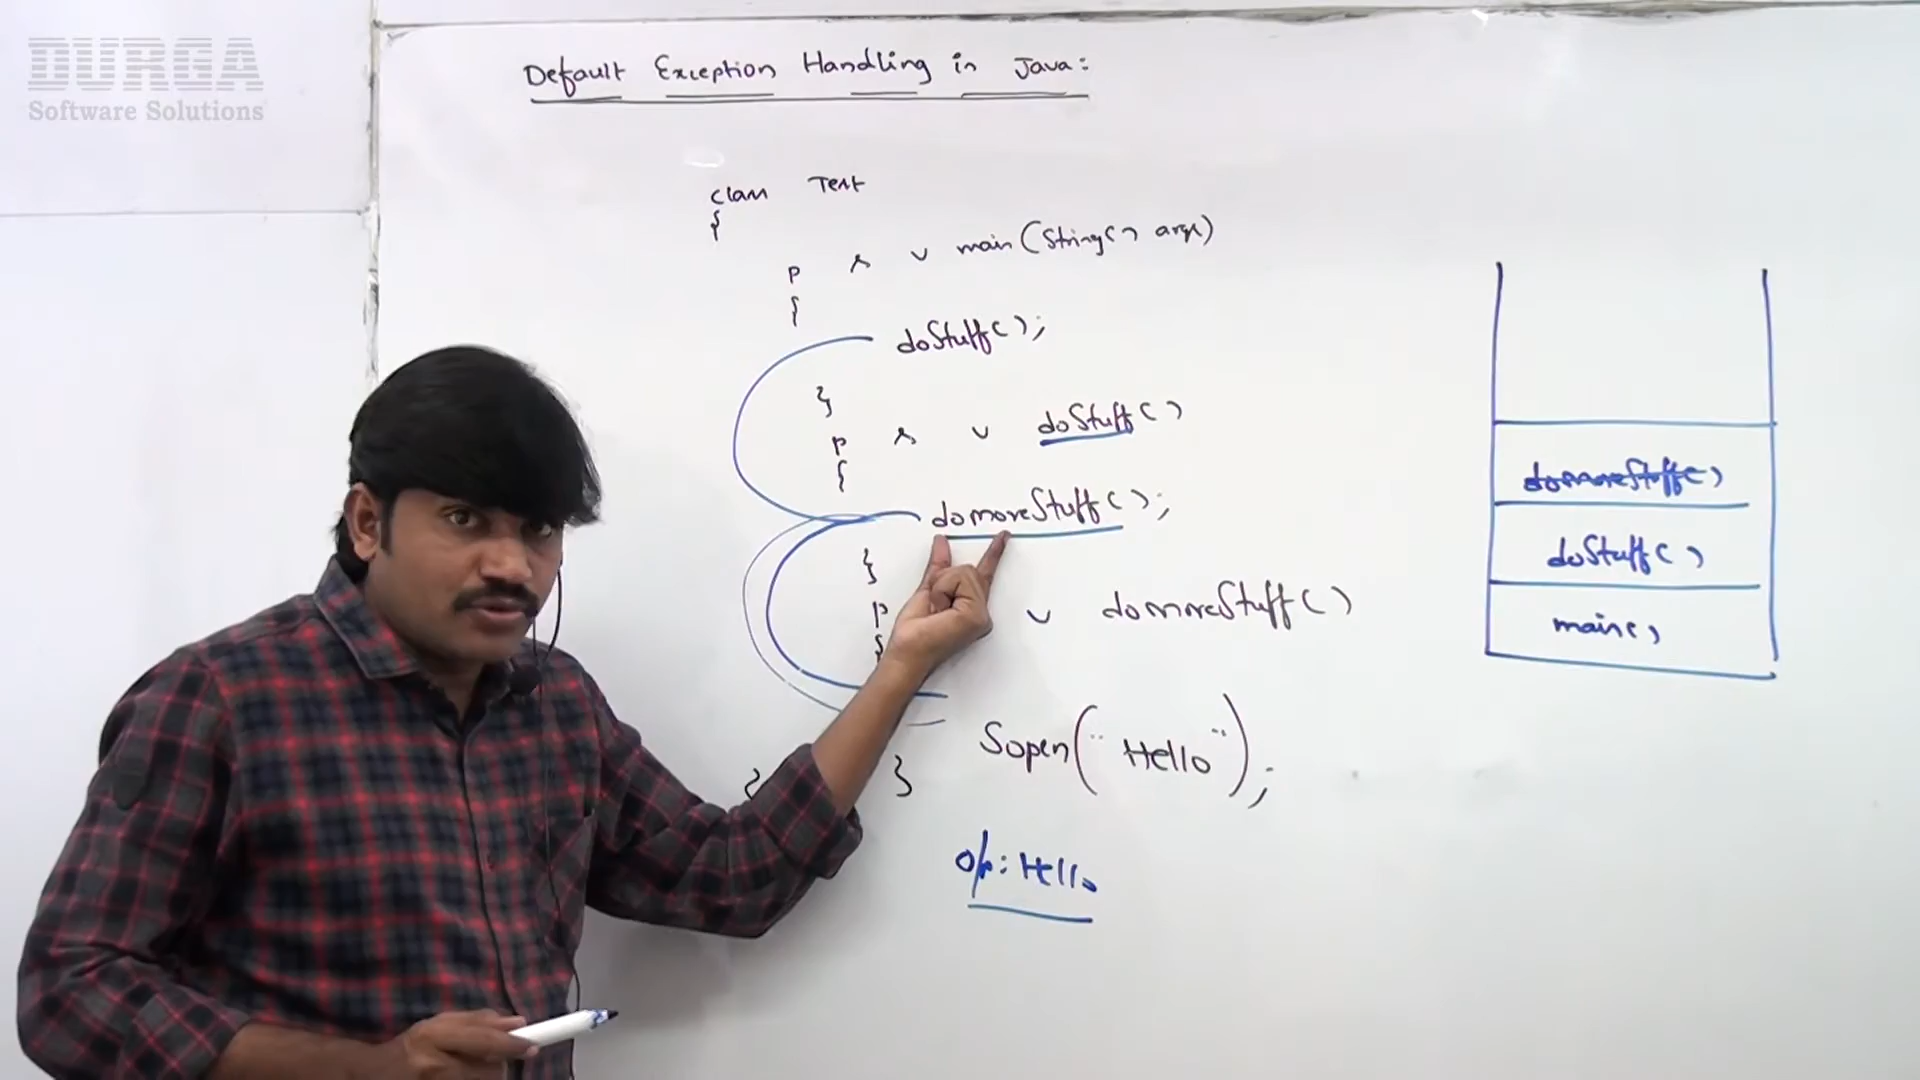 DURGA
Software Solutions
Default Exception Handling in Java:
class Test
{
p s v main(String[] args)
{
doStuff();
}
p s v doStuff()
{
domoreStuff();
}
p v domoreStuff()
{
Sopln("Hello");
}
}
o/p: Hello
domoreStuff()
doStuff()
main()